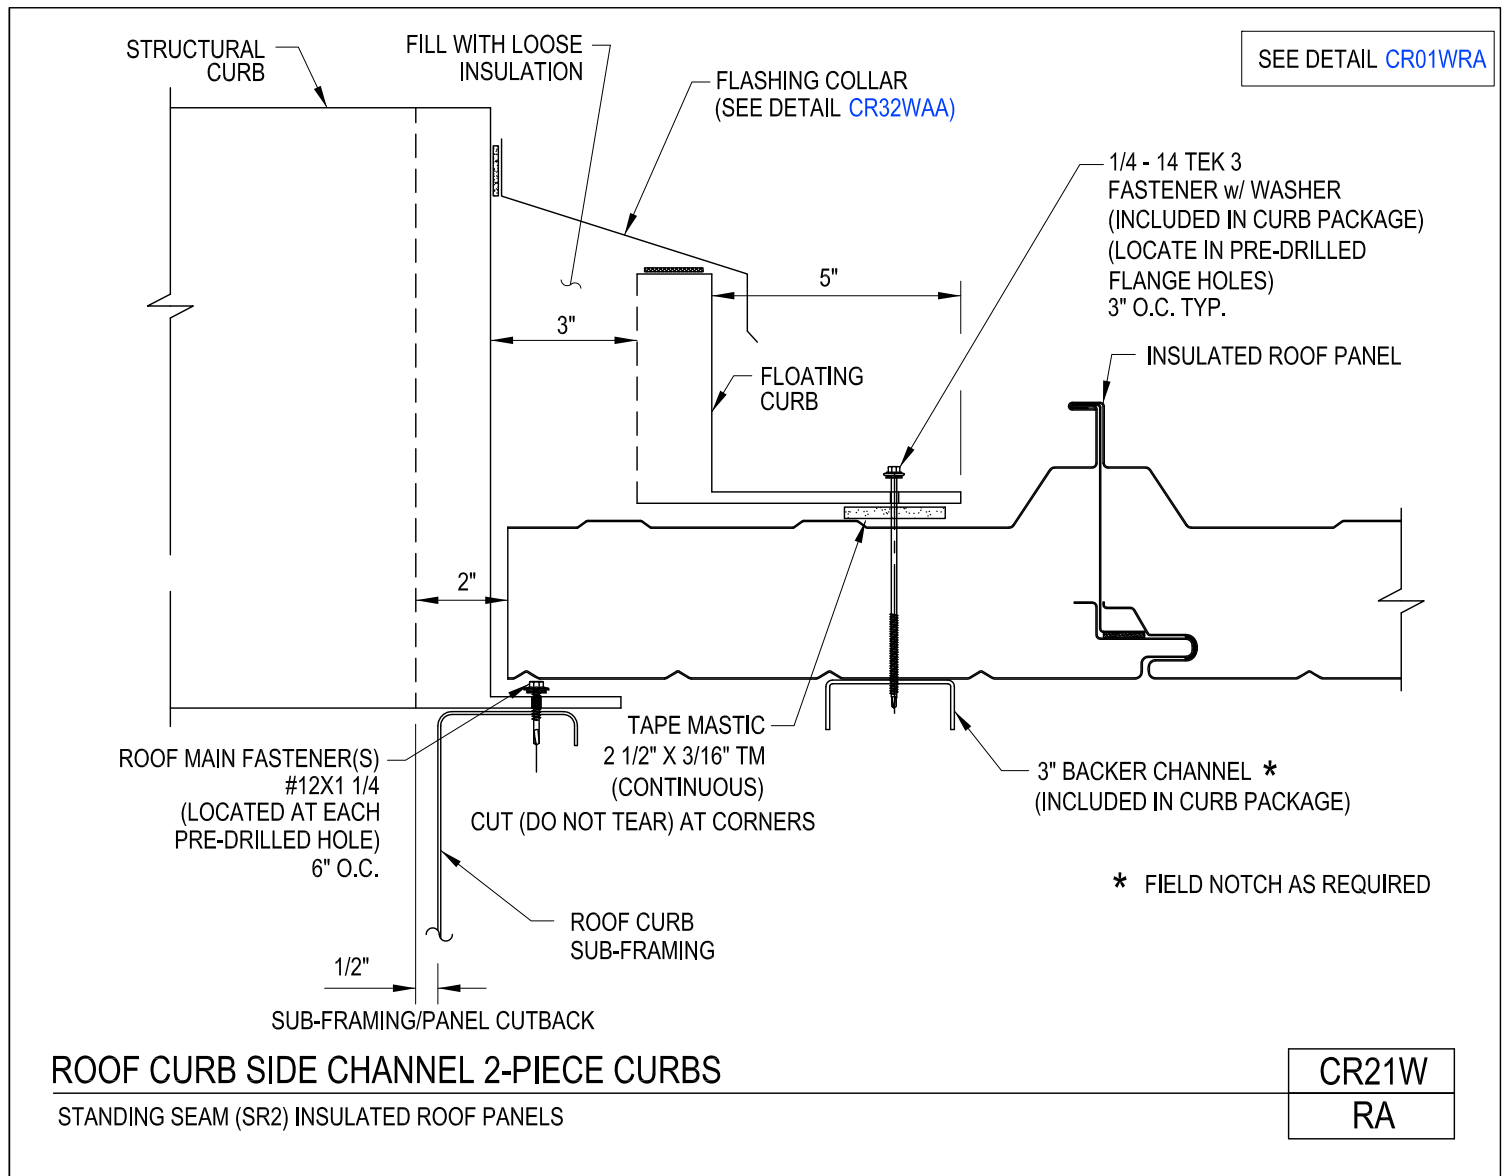 STRUCTURAL
CURB
FILL WITH LOOSE
INSULATION
FLASHING COLLAR
(SEE DETAIL CR32WAA)
SEE DETAIL CR01WRA
1/4 - 14 TEK 3
FASTENER w/ WASHER
(INCLUDED IN CURB PACKAGE)
(LOCATE IN PRE-DRILLED
FLANGE HOLES)
3" O.C. TYP.
5"
3"
INSULATED ROOF PANEL
FLOATING
CURB
2"
ROOF MAIN FASTENER(S)
#12X1 1/4
(LOCATED AT EACH
PRE-DRILLED HOLE)
6" O.C.
TAPE MASTIC
2 1/2" X 3/16" TM
(CONTINUOUS)
CUT (DO NOT TEAR) AT CORNERS
3" BACKER CHANNEL *
(INCLUDED IN CURB PACKAGE)
* FIELD NOTCH AS REQUIRED
ROOF CURB
SUB-FRAMING
1/2"
SUB-FRAMING/PANEL CUTBACK
ROOF CURB SIDE CHANNEL 2-PIECE CURBS
STANDING SEAM (SR2) INSULATED ROOF PANELS
CR21W
RA